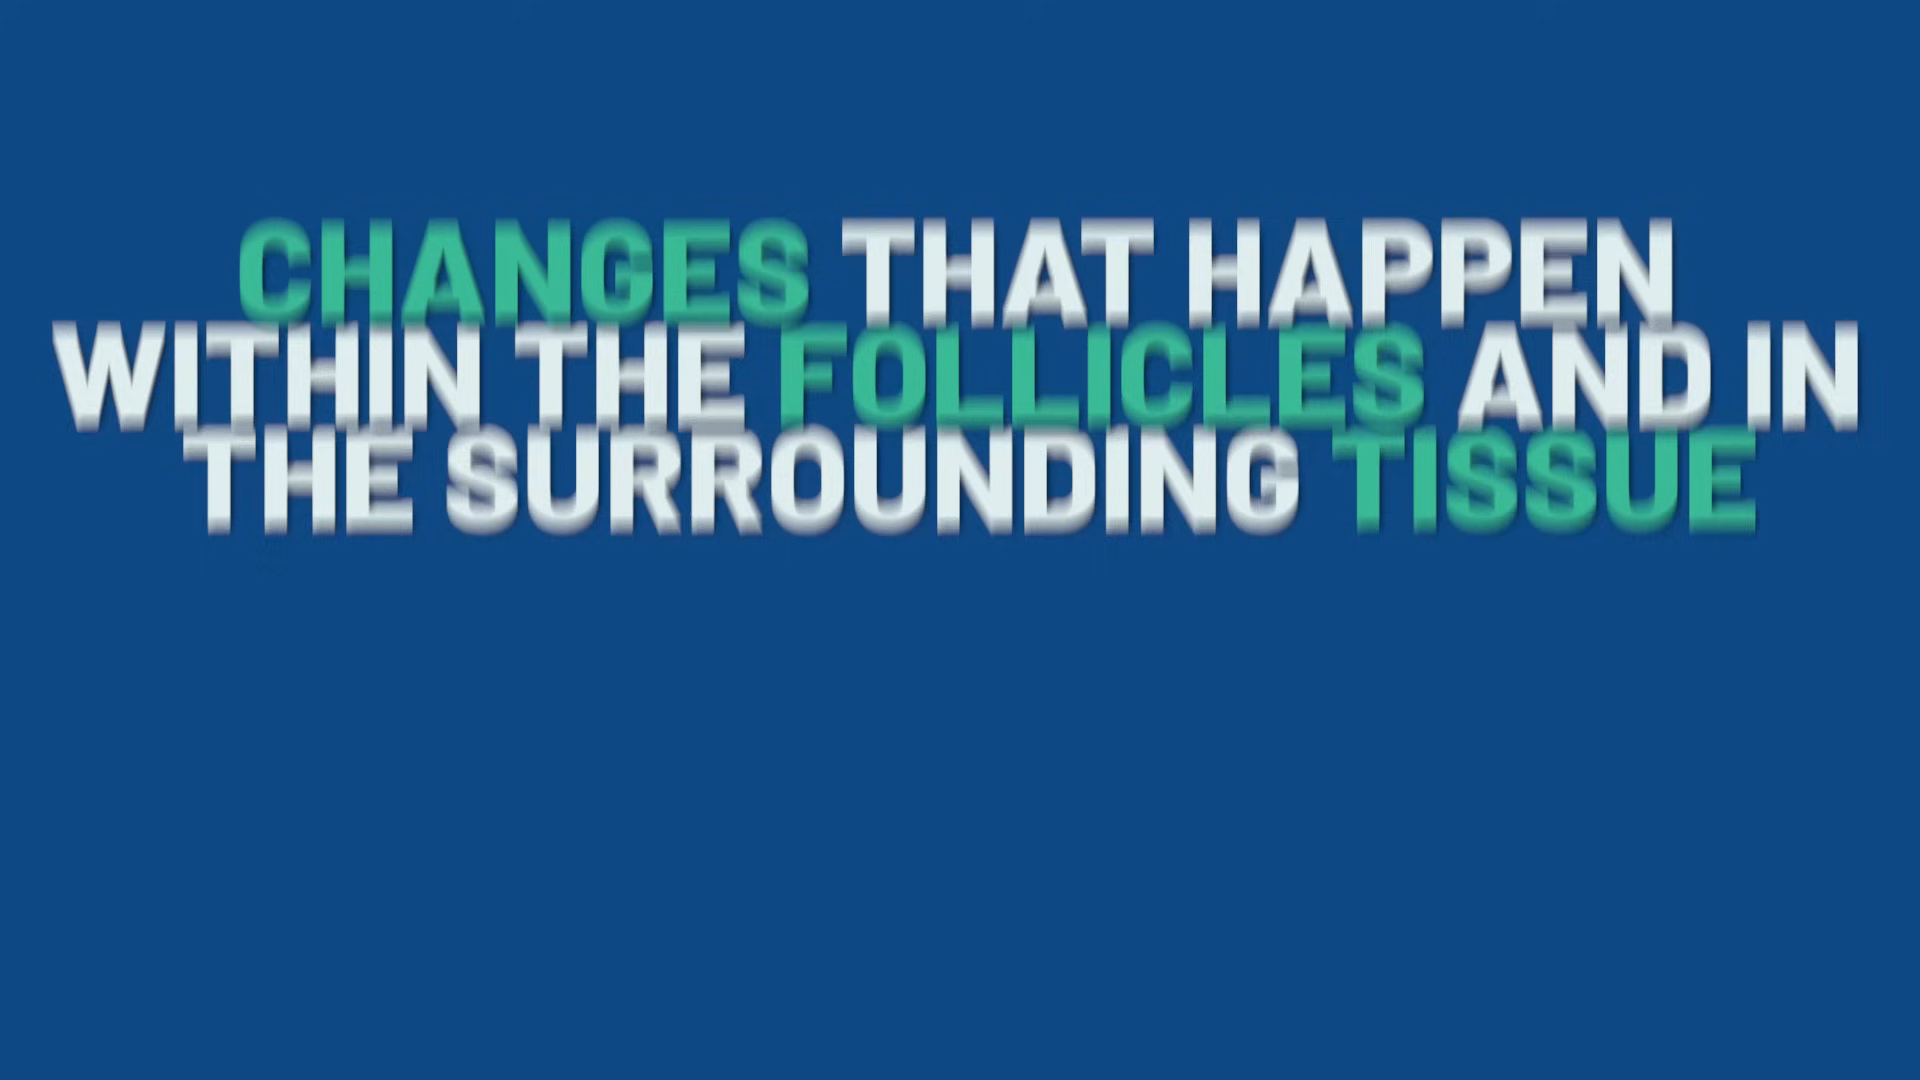 CHANGES THAT HAPPEN
WITHIN THE FOLLICLES AND IN
THE SURROUNDING TISSUE